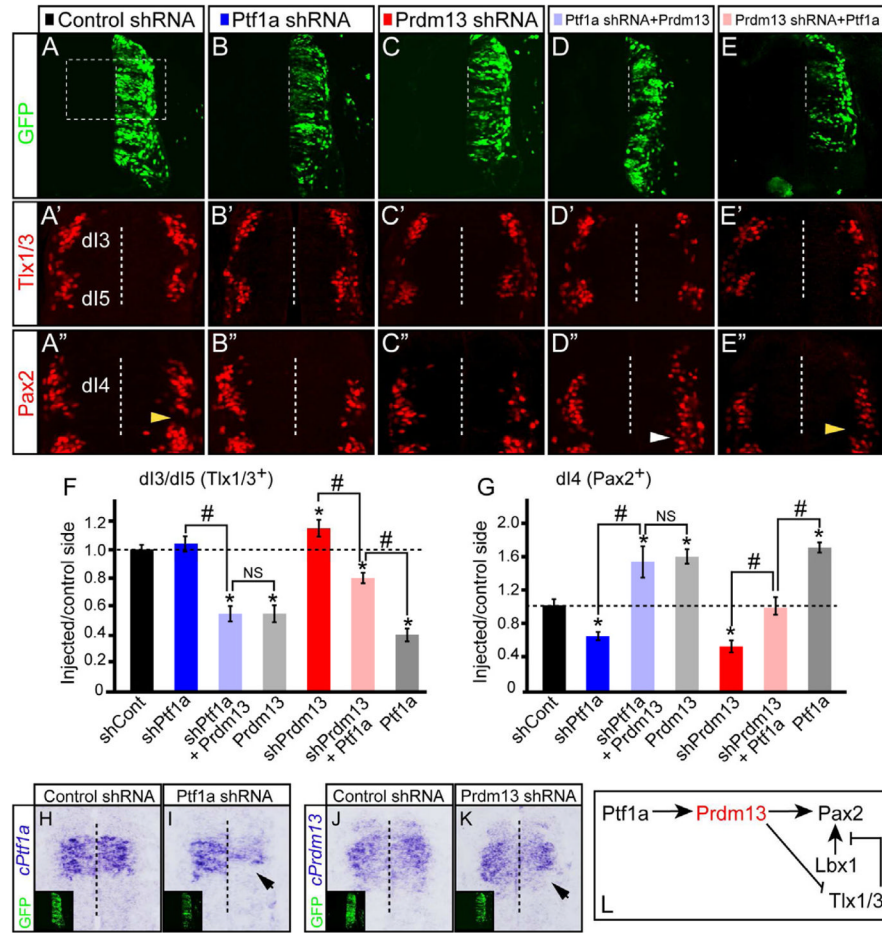 Control shRNA Ptf1a shRNA Prdm13 shRNA Ptf1a shRNA+Prdm13 Prdm13 shRNA+Ptf1a
GFP
A B C D E
Tlx1/3
A' B' C' D' E'
dI3
dI5
Pax2
A" B" C" D" E"
dI4
F dI3/dI5 (Tlx1/3+)
Injected/control side
1.2
1.0
0.8
0.6
0.4
0.2
0
# NS # #
* * * * *
shCont
shPtf1a
shPtf1a
+ Prdm13
Prdm13
shPrdm13
shPrdm13
+ Ptf1a
Ptf1a
G dI4 (Pax2+)
Injected/control side
2.0
1.6
1.2
0.8
0.4
0
# NS # #
* * * * *
shCont
shPtf1a
shPtf1a
+ Prdm13
Prdm13
shPrdm13
shPrdm13
+ Ptf1a
Ptf1a
Control shRNA Ptf1a shRNA
cPtf1a
H I
GFP
Control shRNA Prdm13 shRNA
cPrdm13
J K
GFP
Ptf1a Prdm13 Pax2
Lbx1
L Tlx1/3